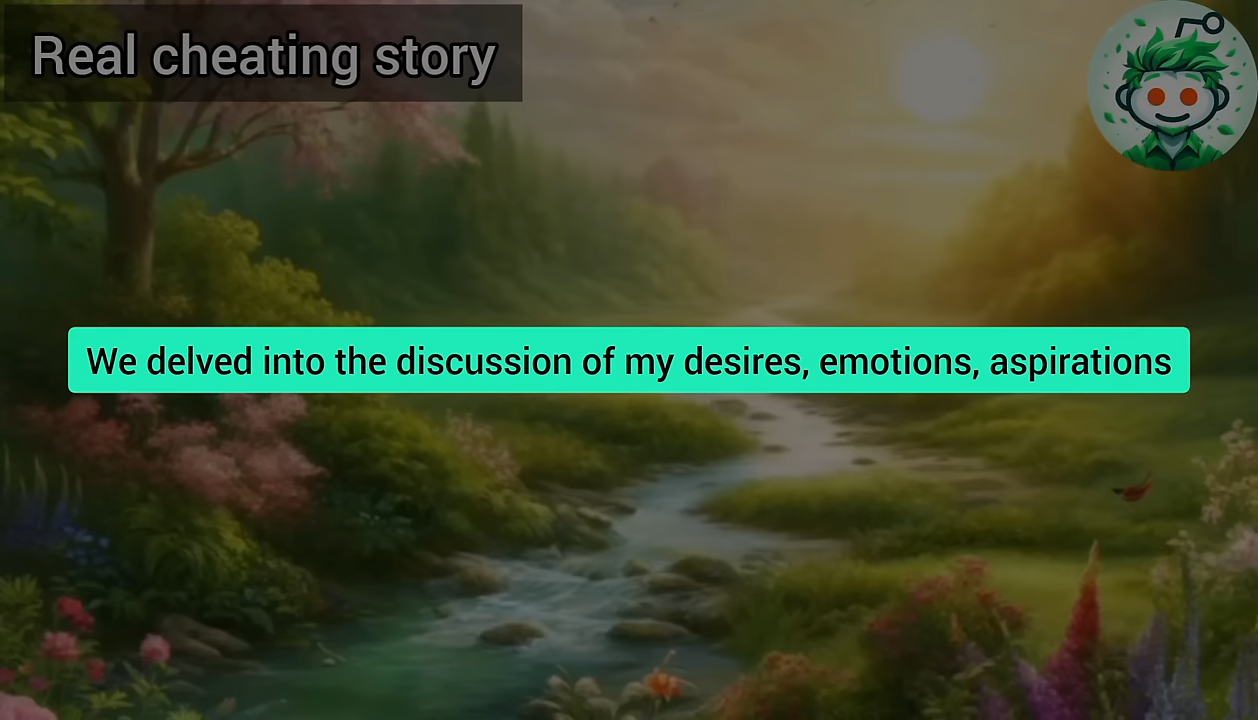 Real cheating story
We delved into the discussion of my desires, emotions, aspirations